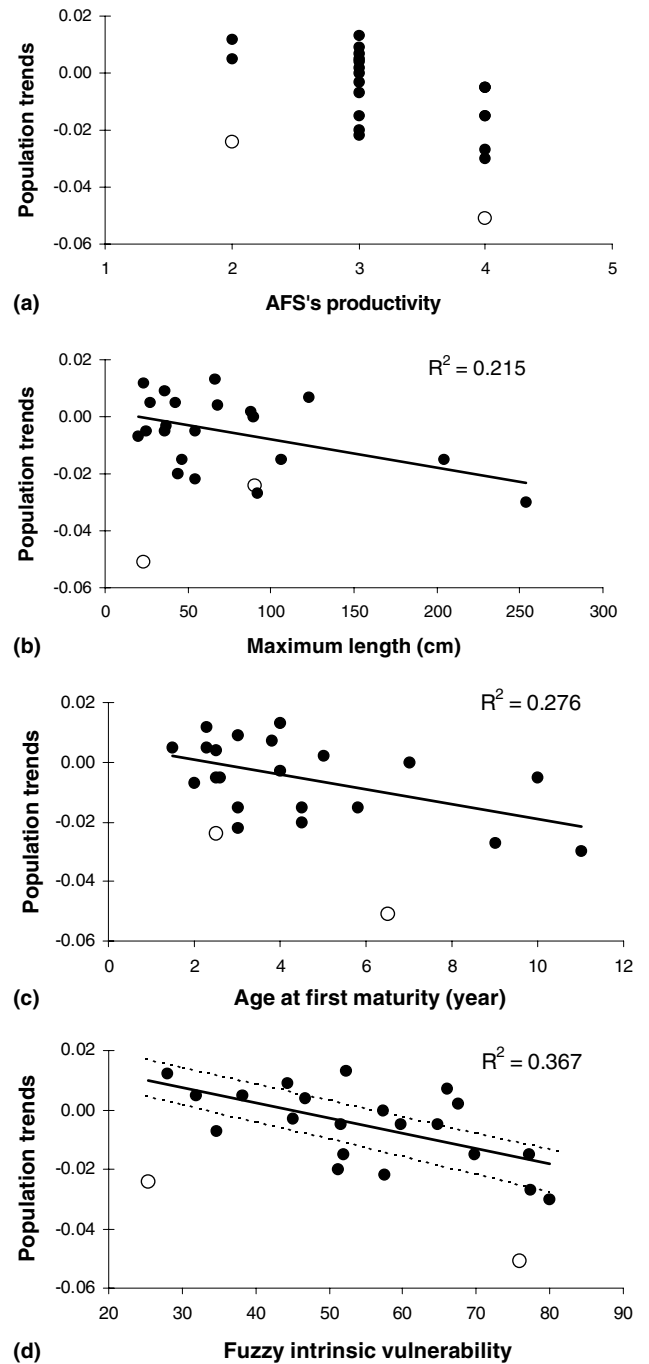 0.02
0.00
-0.02
-0.04
-0.06
Population trends
1 2 3 4 5
(a) AFS's productivity
0.02
0.00
-0.02
-0.04
-0.06
Population trends
R² = 0.215
0 50 100 150 200 250 300
(b) Maximum length (cm)
0.02
0.00
-0.02
-0.04
-0.06
Population trends
R² = 0.276
0 2 4 6 8 10 12
(c) Age at first maturity (year)
0.02
0.00
-0.02
-0.04
-0.06
Population trends
R² = 0.367
20 30 40 50 60 70 80 90
(d) Fuzzy intrinsic vulnerability